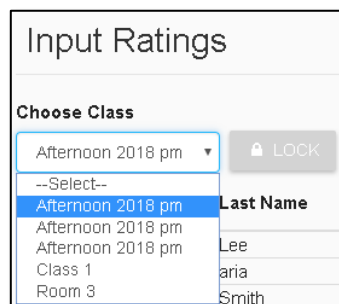 Input Ratings
Choose Class
Afternoon 2018 pm
LOCK
--Select--
Afternoon 2018 pm
Last Name
Afternoon 2018 pm
Afternoon 2018 pm
Lee
Class 1
aria
Room 3
Smith